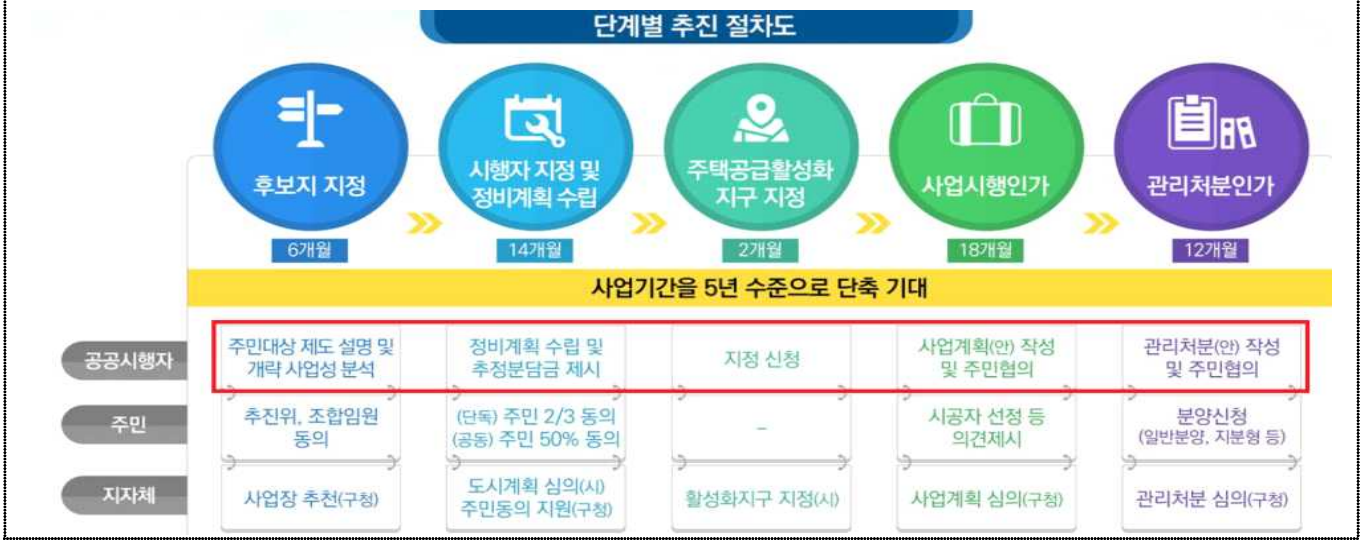 단계별 추진 절차도
후보지 지정
시행자 지정 및
정비계획 수립
주택공급활성화
지구 지정
사업시행인가
관리처분인가
6개월
14개월
2개월
18개월
12개월
사업기간을 5년 수준으로 단축 기대
공공시행자
주민대상 제도 설명 및
개략 사업성 분석
정비계획 수립 및
추정분담금 제시
지정 신청
사업계획(안) 작성
및 주민협의
관리처분(안) 작성
및 주민협의
주민
추진위, 조합임원
동의
(단독) 주민 2/3 동의
(공동) 주민 50% 동의
-
시공자 선정 등
의견제시
분양신청
(일반분양, 지분형 등)
지자체
사업장 추천(구청)
도시계획 심의(시)
주민동의 지원(구청)
활성화지구 지정(시)
사업계획 심의(구청)
관리처분 심의(구청)